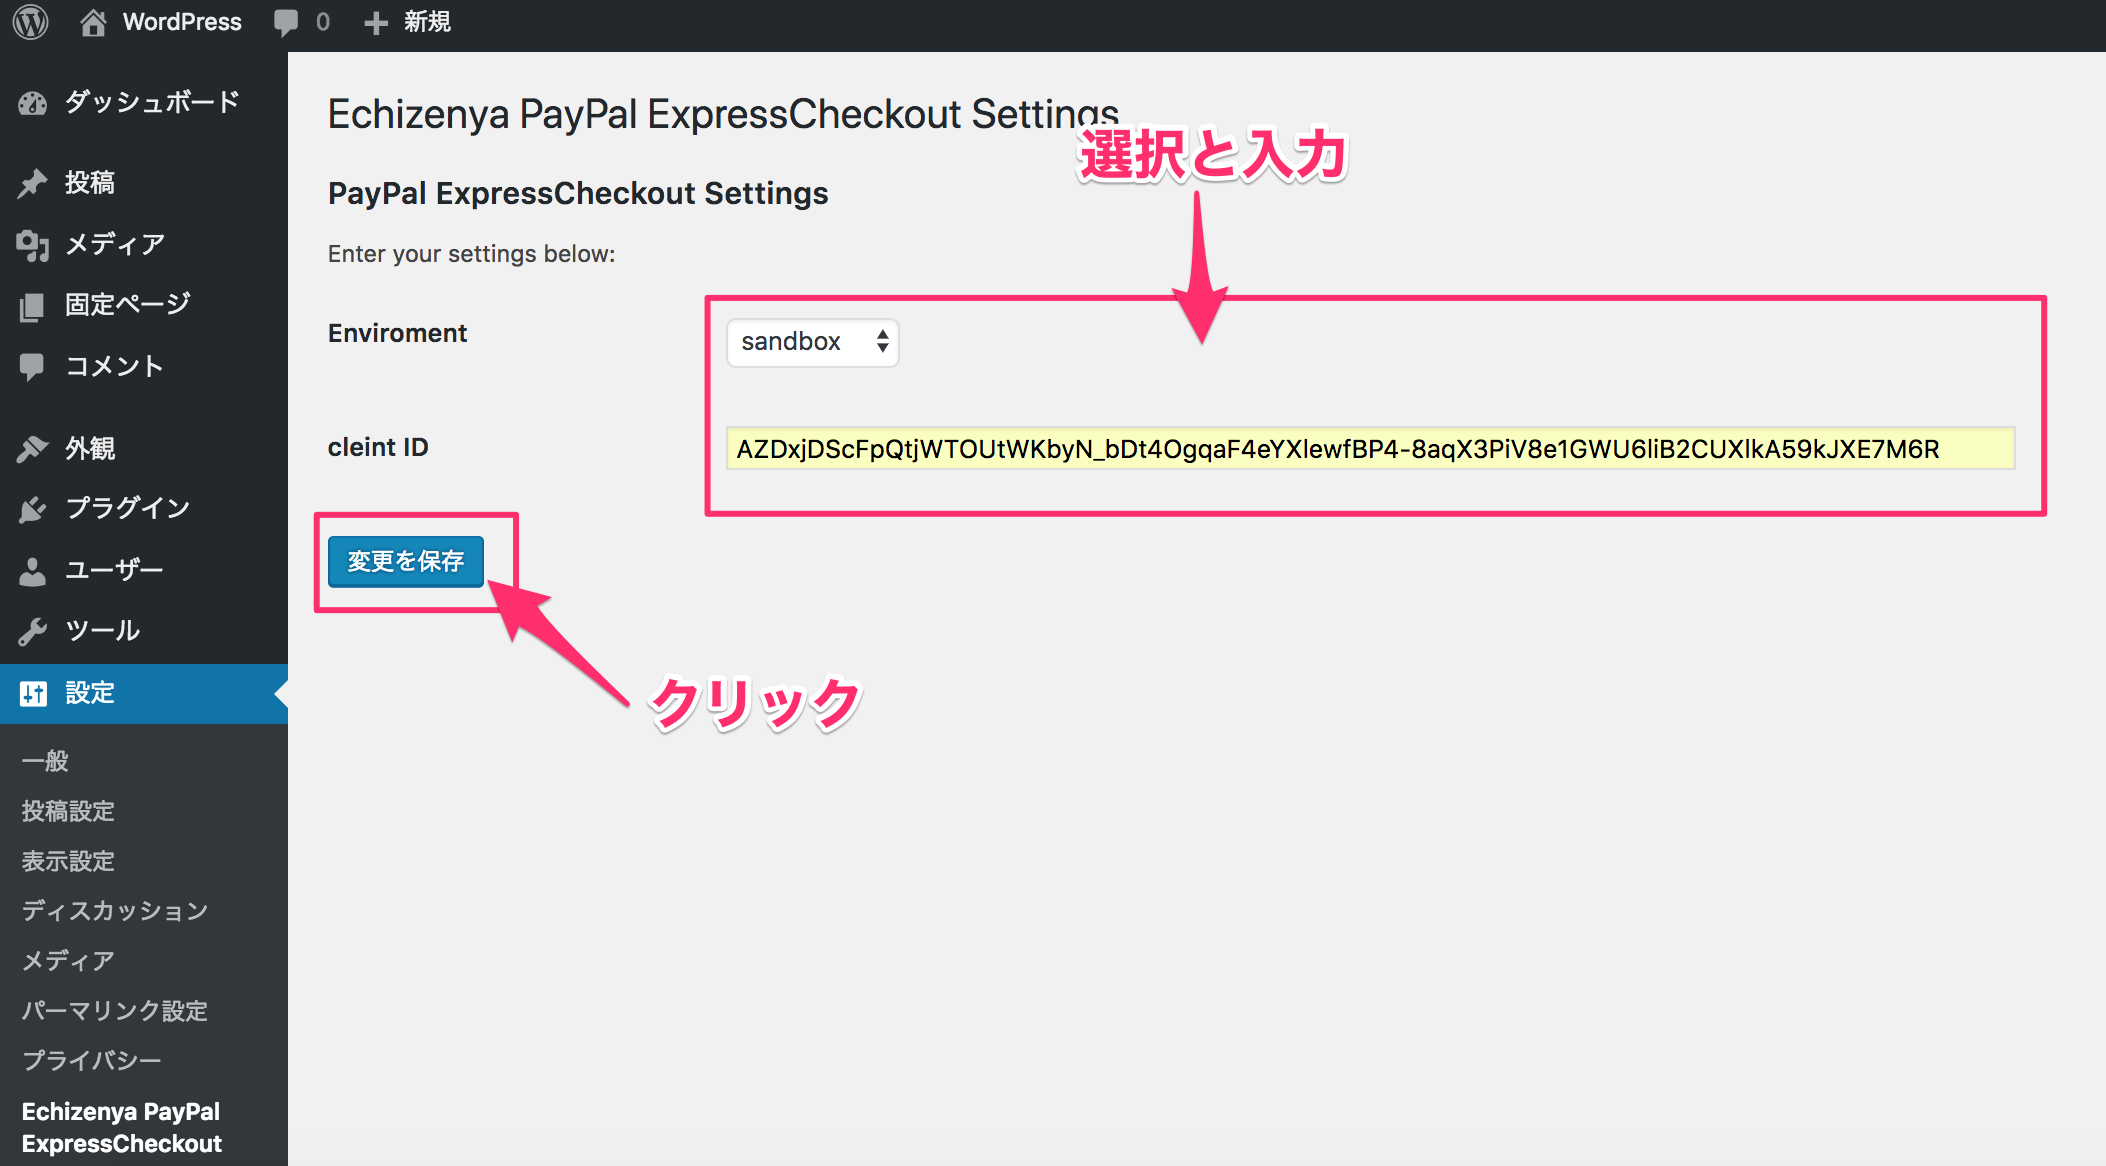 WordPress 0 新規
ダッシュボード
投稿
メディア
固定ページ
コメント
外観
プラグイン
ユーザー
ツール
設定
一般
投稿設定
表示設定
ディスカッション
メディア
パーマリンク設定
プライバシー
Echizenya PayPal
ExpressCheckout
Echizenya PayPal ExpressCheckout Settings
選択と入力
PayPal ExpressCheckout Settings
Enter your settings below:
Enviroment sandbox
cleint ID AZDxjDScFpQtjWTOUtWKbyN_bDt4OgqaF4eYXlewfBP4-8aqX3PiV8e1GWU6liB2CUXlkA59kJXE7M6R
変更を保存
クリック